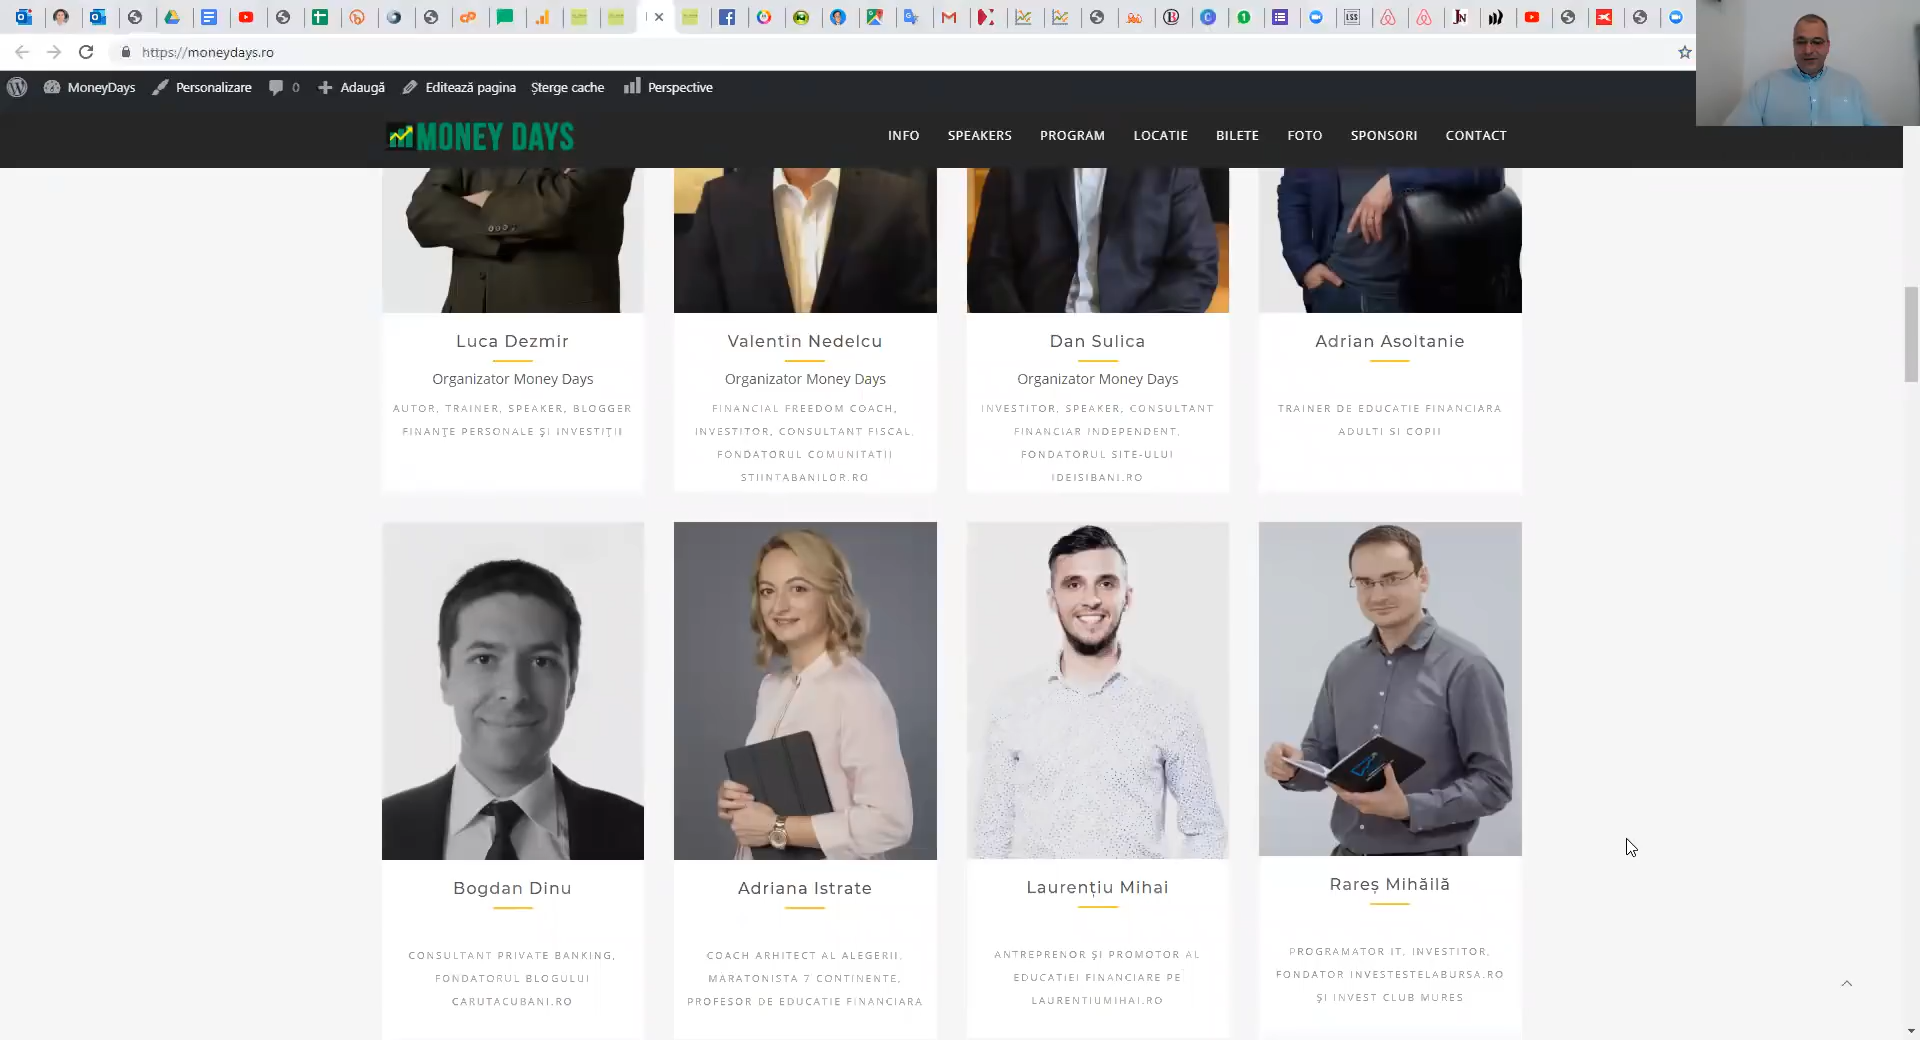 https://moneydays.ro
MoneyDays
Personalizare
0
Adaugă
Editează pagina
Șterge cache
Perspective
MONEY DAYS
INFO
SPEAKERS
PROGRAM
LOCATIE
BILETE
FOTO
SPONSORI
CONTACT
Luca Dezmir
Organizator Money Days
AUTOR, TRAINER, SPEAKER, BLOGGER
FINANȚE PERSONALE ȘI INVESTIȚII
Valentin Nedelcu
Organizator Money Days
FINANCIAL FREEDOM COACH,
INVESTITOR, CONSULTANT FISCAL,
FONDATORUL COMUNITATII
STIINTABANILOR.RO
Dan Sulica
Organizator Money Days
INVESTITOR, SPEAKER, CONSULTANT
FINANCIAR INDEPENDENT,
FONDATORUL SITE-ULUI
IDEISIBANI.RO
Adrian Asoltanie
TRAINER DE EDUCATIE FINANCIARA
ADULTI SI COPII
Bogdan Dinu
CONSULTANT PRIVATE BANKING,
FONDATORUL BLOGULUI
CARUTACUBANI.RO
Adriana Istrate
COACH ARHITECT AL ALEGERII,
MARATONISTA 7 CONTINENTE,
PROFESOR DE EDUCATIE FINANCIARA
Laurențiu Mihai
ANTREPRENOR ȘI PROMOTOR AL
EDUCAȚIEI FINANCIARE PE
LAURENTIUMIHAI.RO
Rareș Mihăilă
PROGRAMATOR IT, INVESTITOR,
FONDATOR INVESTESTELABURSA.RO
ȘI INVEST CLUB MURES